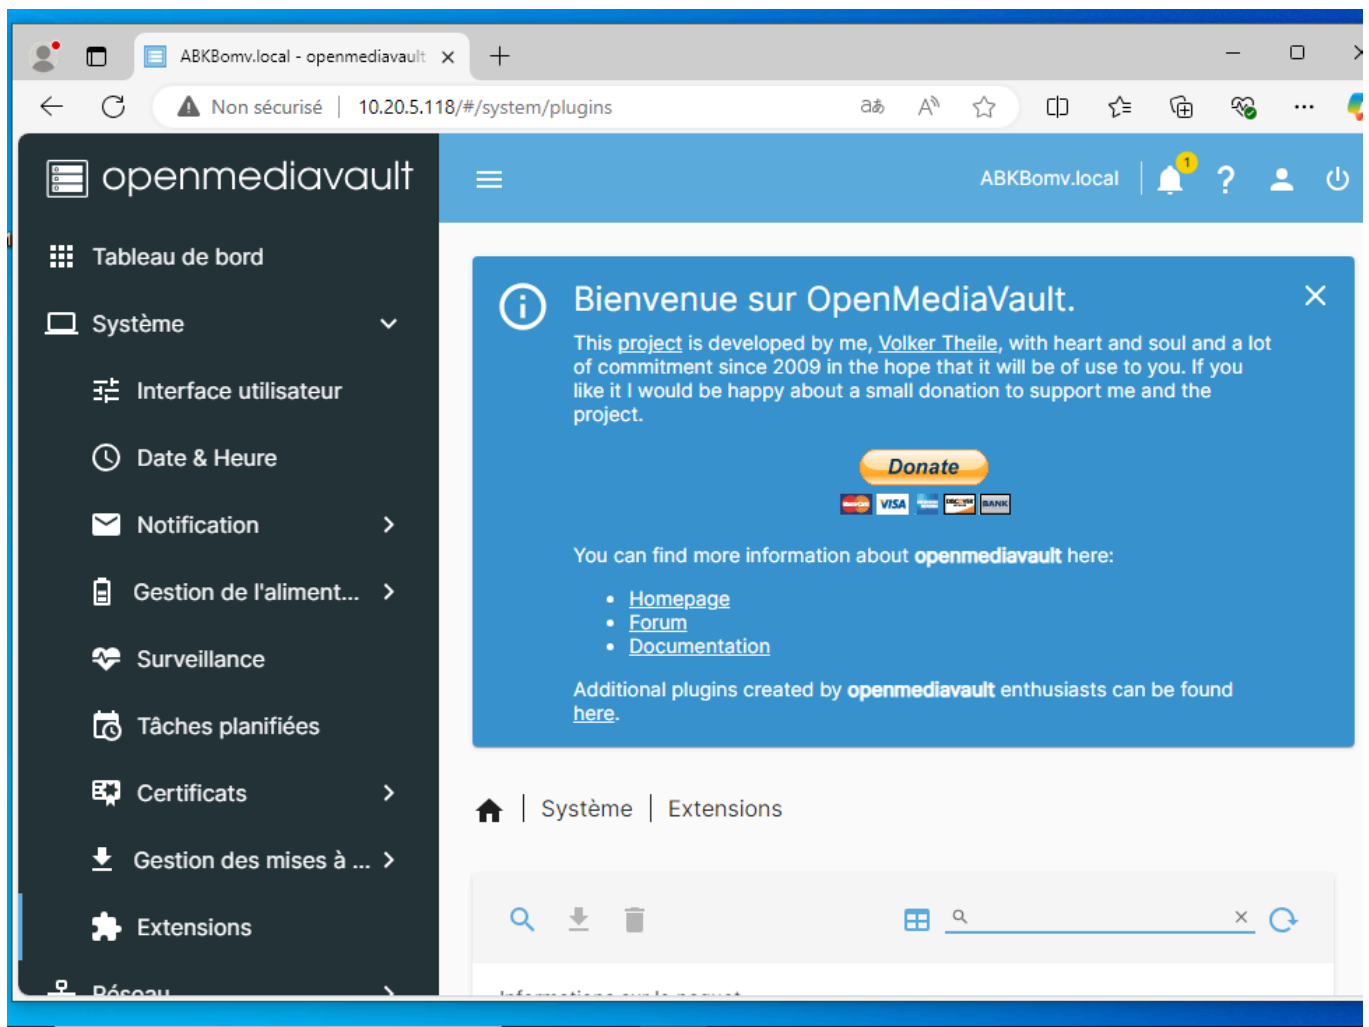 ABKBomv.local - openmediavault
Non sécurisé
10.20.5.118/#/system/plugins
openmediavault
ABKBomv.local
1
Tableau de bord
Système
Interface utilisateur
Date & Heure
Notification
Gestion de l'aliment...
Surveillance
Tâches planifiées
Certificats
Gestion des mises à ...
Extensions
Réseau
Bienvenue sur OpenMediaVault.
This project is developed by me, Volker Theile, with heart and soul and a lot
of commitment since 2009 in the hope that it will be of use to you. If you
like it I would be happy about a small donation to support me and the
project.
Donate
VISA
BANK
You can find more information about openmediavault here:
Homepage
Forum
Documentation
Additional plugins created by openmediavault enthusiasts can be found
here.
Système | Extensions
Informations sur le paquet